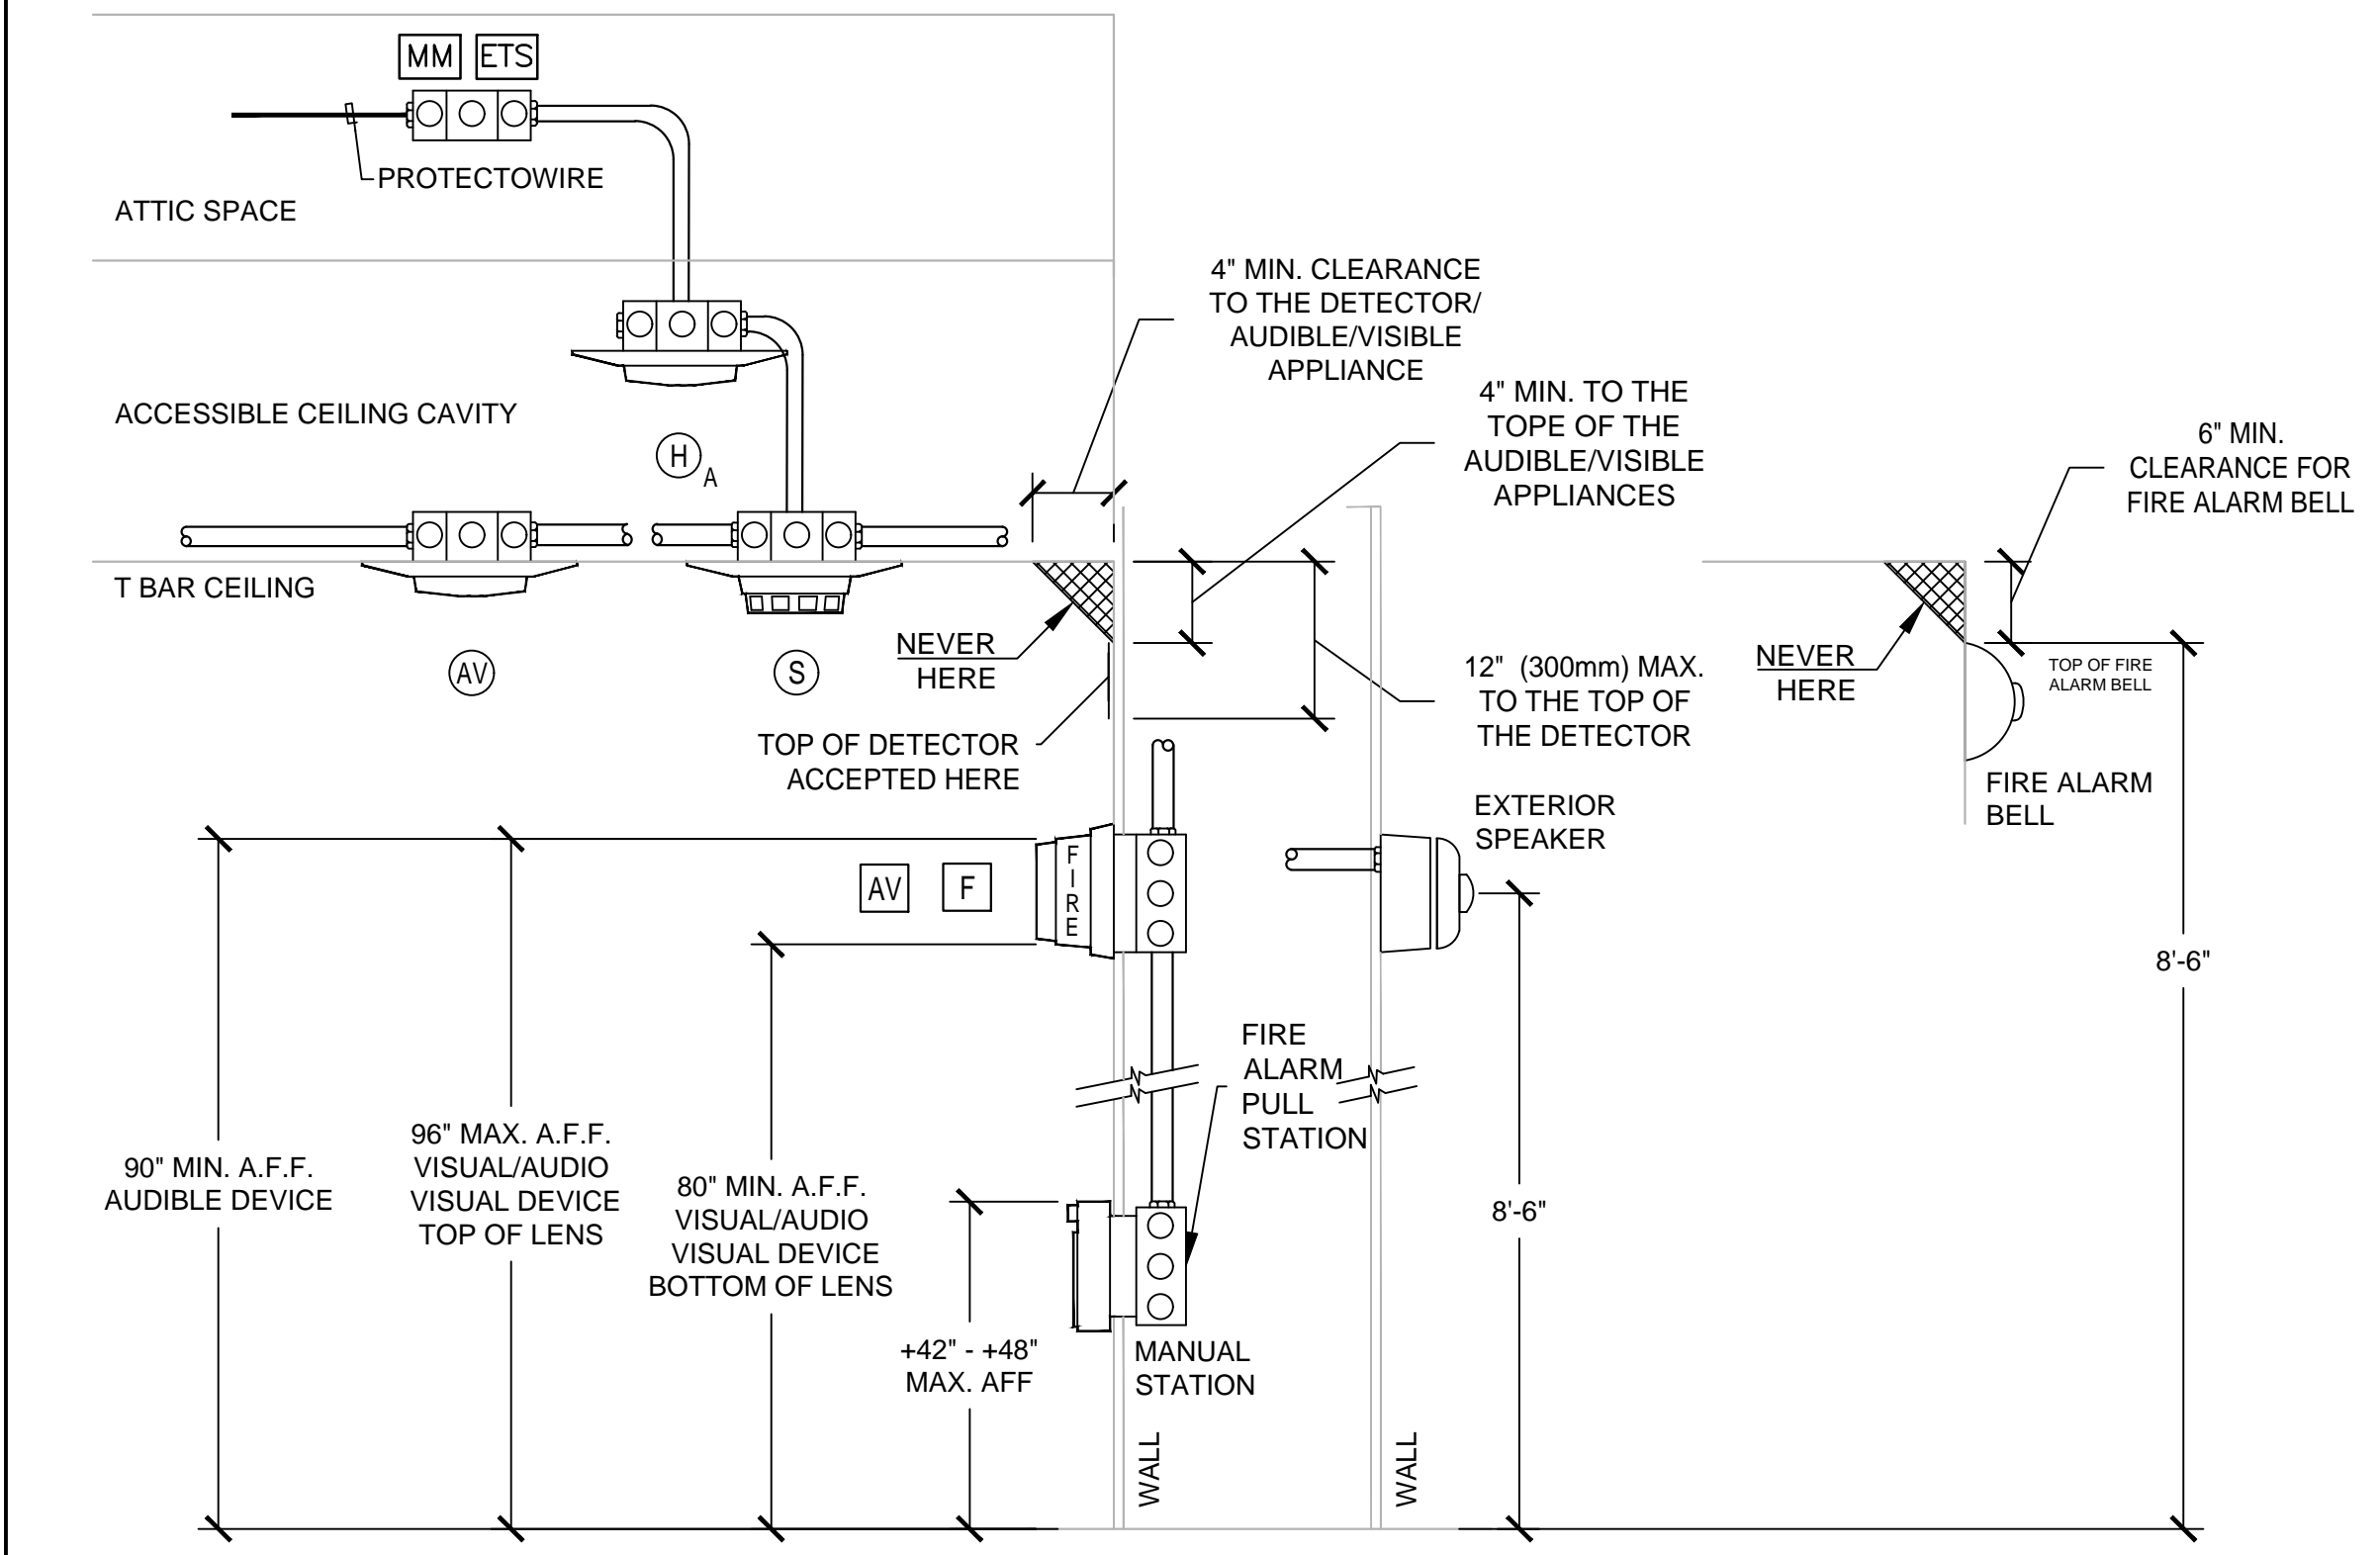 MM ETS
PROTECTOWIRE
ATTIC SPACE
4" MIN. CLEARANCE
TO THE DETECTOR/
AUDIBLE/VISIBLE
APPLIANCE
4" MIN. TO THE
TOPE OF THE
AUDIBLE/VISIBLE
APPLIANCES
6" MIN.
CLEARANCE FOR
FIRE ALARM BELL
ACCESSIBLE CEILING CAVITY
H A
T BAR CEILING
AV
S
NEVER
HERE
TOP OF DETECTOR
ACCEPTED HERE
12" (300mm) MAX.
TO THE TOP OF
THE DETECTOR
NEVER
HERE
TOP OF FIRE
ALARM BELL
FIRE ALARM
BELL
EXTERIOR
SPEAKER
AV F
FIRE
8'-6"
FIRE
ALARM
PULL
STATION
90" MIN. A.F.F.
AUDIBLE DEVICE
96" MAX. A.F.F.
VISUAL/AUDIO
VISUAL DEVICE
TOP OF LENS
80" MIN. A.F.F.
VISUAL/AUDIO
VISUAL DEVICE
BOTTOM OF LENS
8'-6"
+42" - +48"
MAX. AFF
MANUAL
STATION
WALL
WALL